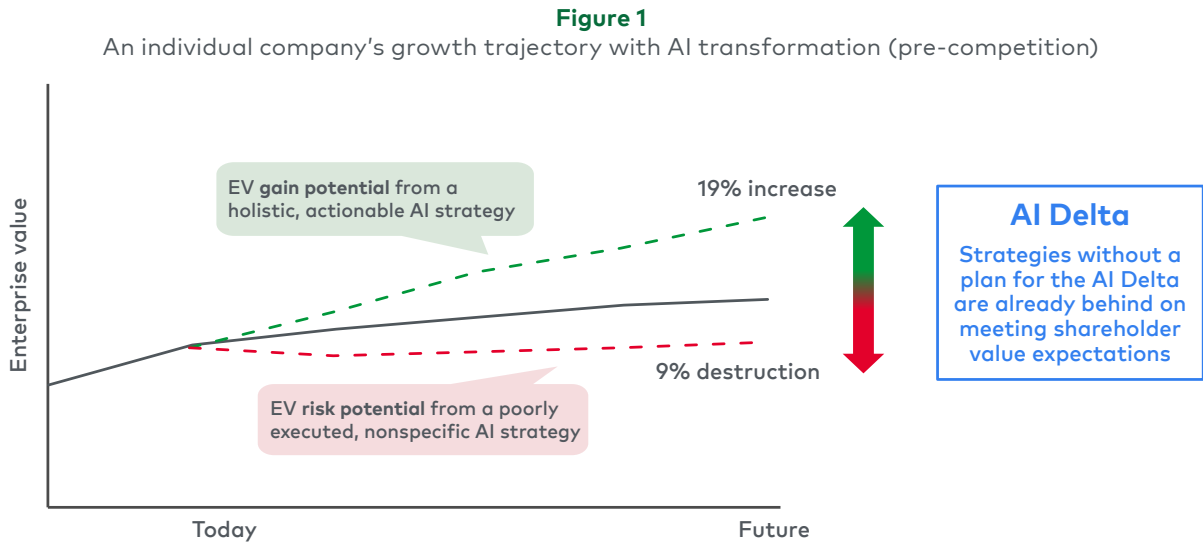 Figure 1
An individual company’s growth trajectory with AI transformation (pre-competition)
Enterprise value
EV gain potential from a
holistic, actionable AI strategy
19% increase
AI Delta
Strategies without a
plan for the AI Delta
are already behind on
meeting shareholder
value expectations
9% destruction
EV risk potential from a poorly
executed, nonspecific AI strategy
Today
Future